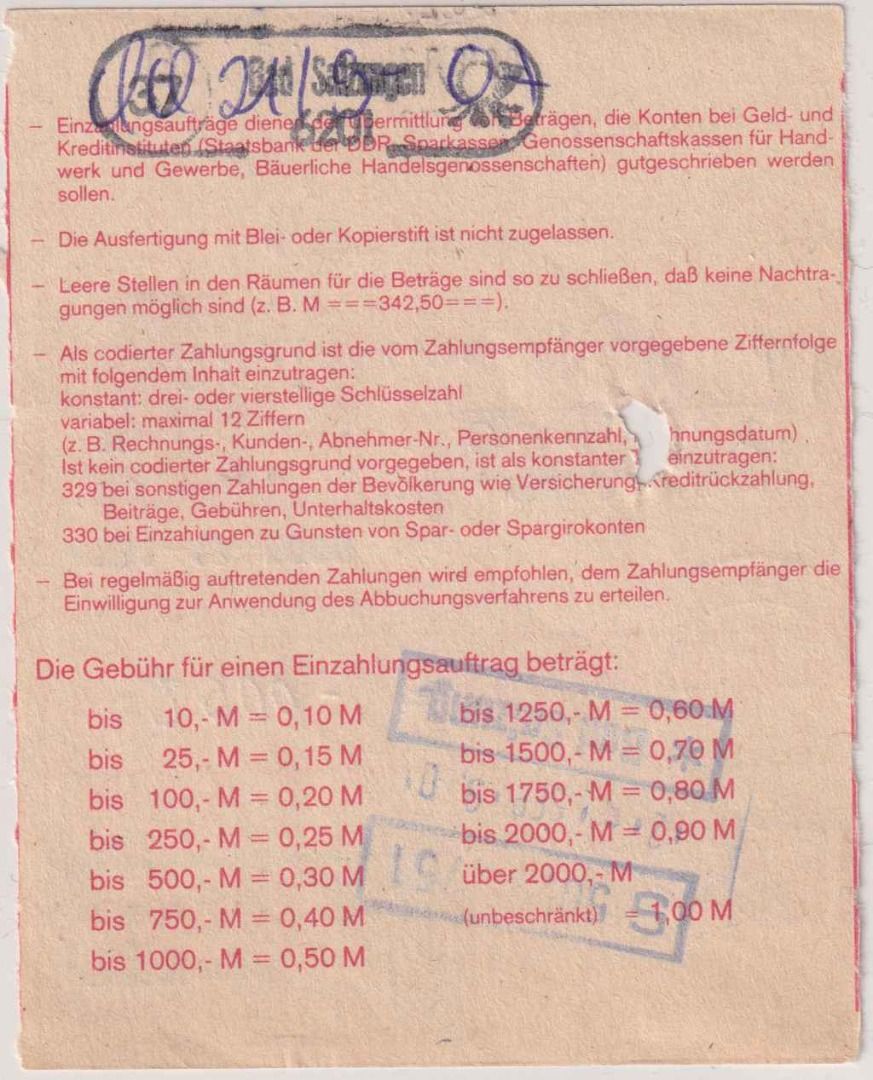 37 Bad Salzungen
6201
– Einzahlungsaufträge dienen der Übermittlung von Beträgen, die Konten bei Geld- und
Kreditinstituten (Staatsbank der DDR, Sparkassen, Genossenschaftskassen für Hand-
werk und Gewerbe, Bäuerliche Handelsgenossenschaften) gutgeschrieben werden
sollen.
– Die Ausfertigung mit Blei- oder Kopierstift ist nicht zugelassen.
– Leere Stellen in den Räumen für die Beträge sind so zu schließen, daß keine Nachtra-
gungen möglich sind (z. B. M ===342,50===).
– Als codierter Zahlungsgrund ist die vom Zahlungsempfänger vorgegebene Ziffernfolge
mit folgendem Inhalt einzutragen:
konstant: drei- oder vierstellige Schlüsselzahl
variabel: maximal 12 Ziffern
(z. B. Rechnungs-, Kunden-, Abnehmer-Nr., Personenkennzahl, hnungsdatum)
Ist kein codierter Zahlungsgrund vorgegeben, ist als konstanter einzutragen:
329 bei sonstigen Zahlungen der Bevölkerung wie Versicherung, Kreditrückzahlung,
Beiträge, Gebühren, Unterhaltskosten
330 bei Einzahlungen zu Gunsten von Spar- oder Spargirokonten
– Bei regelmäßig auftretenden Zahlungen wird empfohlen, dem Zahlungsempfänger die
Einwilligung zur Anwendung des Abbuchungsverfahrens zu erteilen.
Die Gebühr für einen Einzahlungsauftrag beträgt:
bis 10,- M = 0,10 M
bis 25,- M = 0,15 M
bis 100,- M = 0,20 M
bis 250,- M = 0,25 M
bis 500,- M = 0,30 M
bis 750,- M = 0,40 M
bis 1000,- M = 0,50 M
bis 1250,- M = 0,60 M
bis 1500,- M = 0,70 M
bis 1750,- M = 0,80 M
bis 2000,- M = 0,90 M
über 2000,- M
(unbeschränkt) = 1,00 M